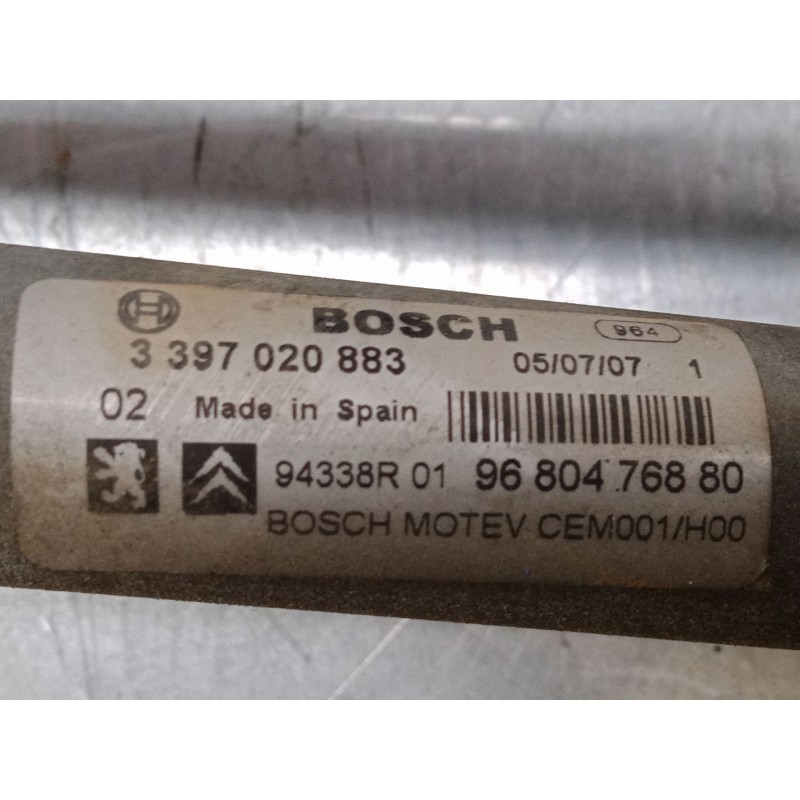 BOSCH 964
3 397 020 883 05/07/07 1
02 Made in Spain
94338R 01 96 804 768 80
BOSCH MOTEV CEM001/H00